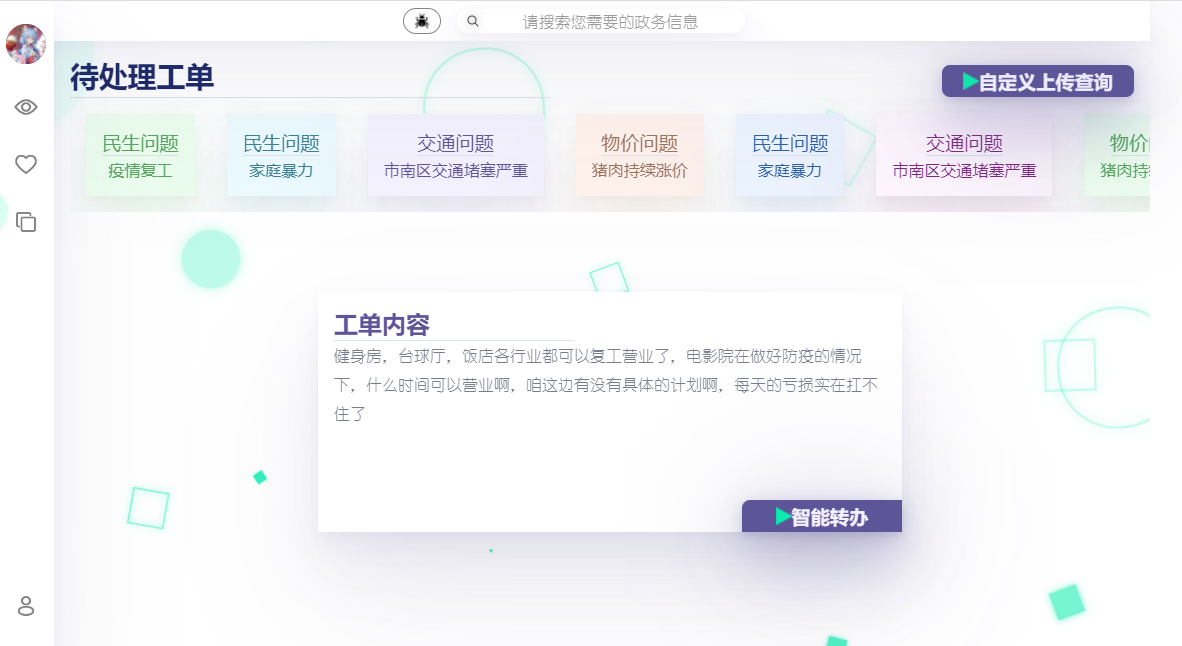 请搜索您需要的政务信息
待处理工单
▶自定义上传查询
民生问题
疫情复工
民生问题
家庭暴力
交通问题
市南区交通堵塞严重
物价问题
猪肉持续涨价
民生问题
家庭暴力
交通问题
市南区交通堵塞严重
物价
猪肉持
工单内容
健身房，台球厅，饭店各行业都可以复工营业了，电影院在做好防疫的情况
下，什么时间可以营业啊，咱这边有没有具体的计划啊，每天的亏损实在扛不
住了
▶智能转办